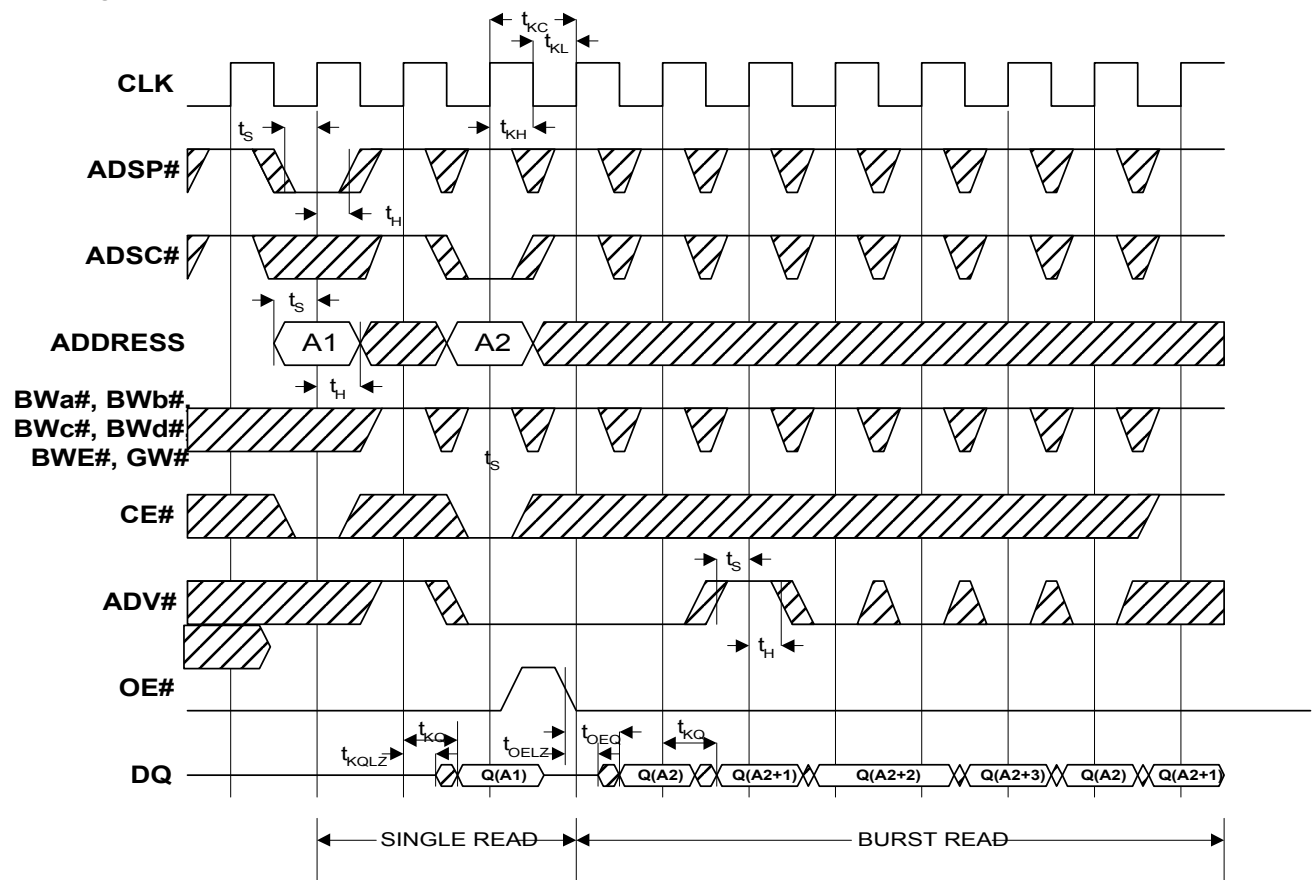 tKC
tKL
CLK
tS
tKH
ADSP#
tH
ADSC#
tS
ADDRESS A1 A2
tH
BWa#, BWb#,
BWc#, BWd#,
BWE#, GW#
tS
CE#
tS
ADV#
tH
OE#
tKQ tOEQ tKQ
tKQLZ tOELZ
DQ Q(A1) Q(A2) Q(A2+1) Q(A2+2) Q(A2+3) Q(A2) Q(A2+1)
SINGLE READ BURST READ